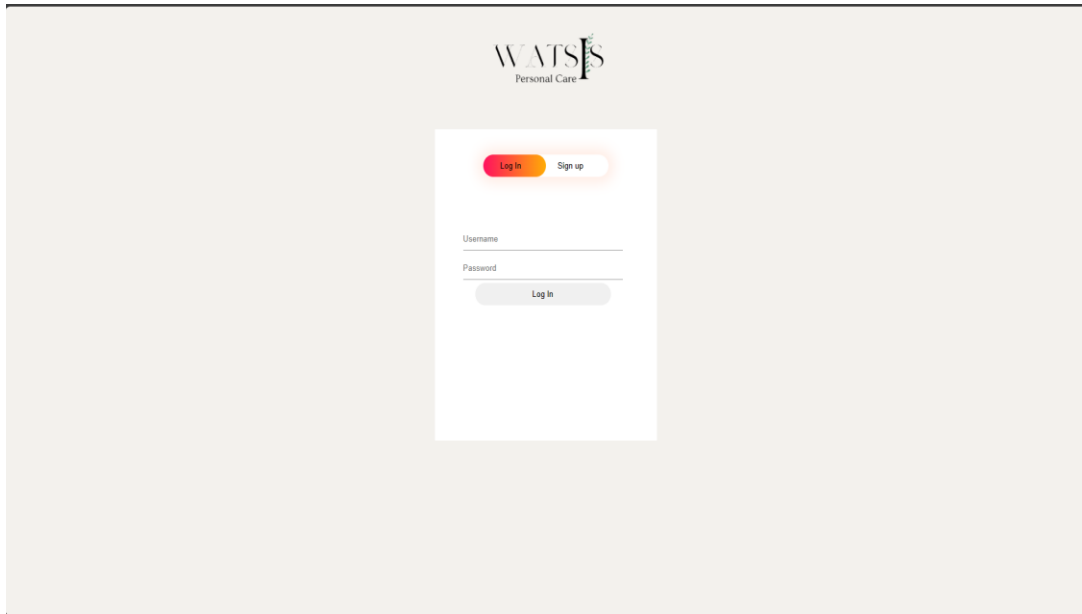 WATSIS
Personal Care
Log In Sign up
Username
Password
Log In